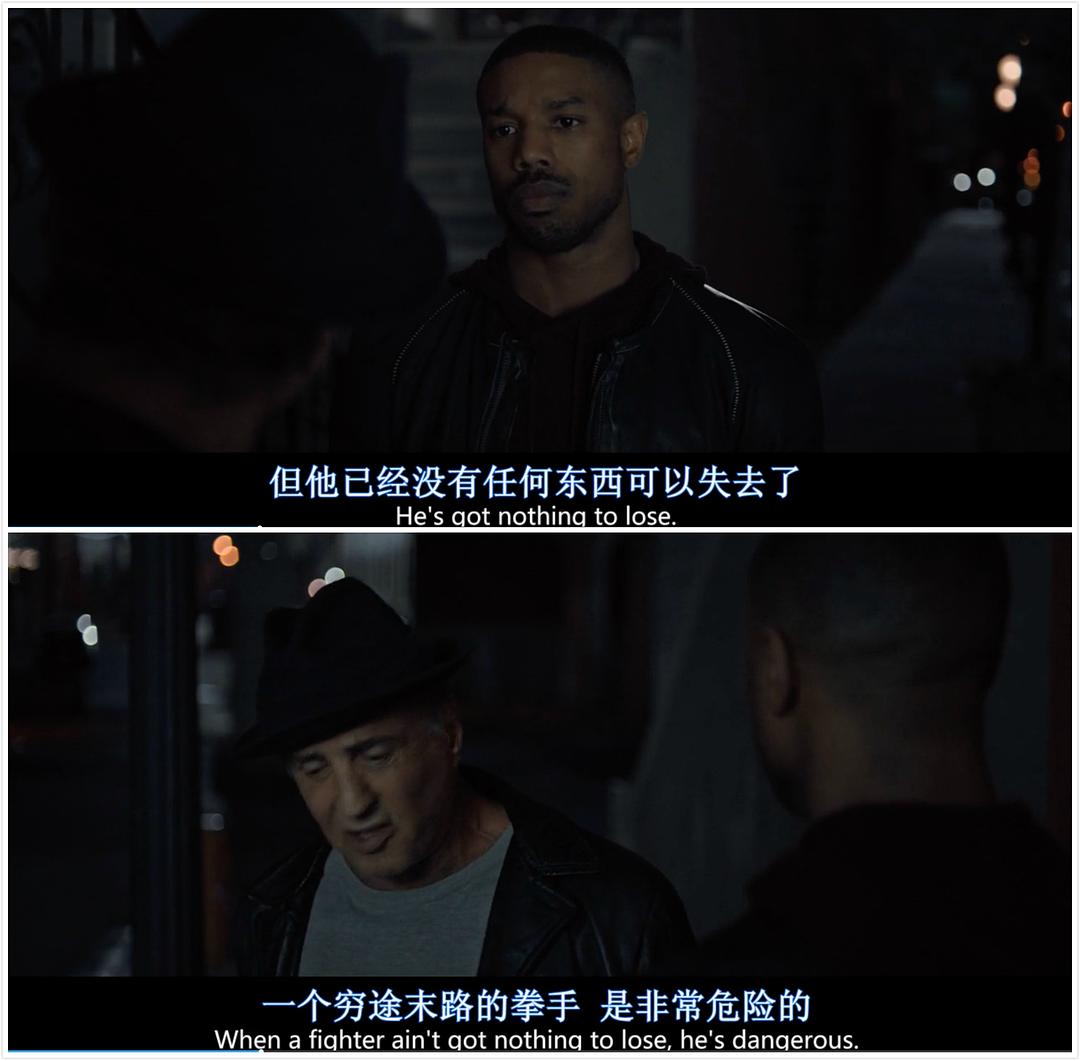 但他已经没有任何东西可以失去了
He's got nothing to lose.
一个穷途末路的拳手 是非常危险的
When a fighter ain't got nothing to lose, he's dangerous.